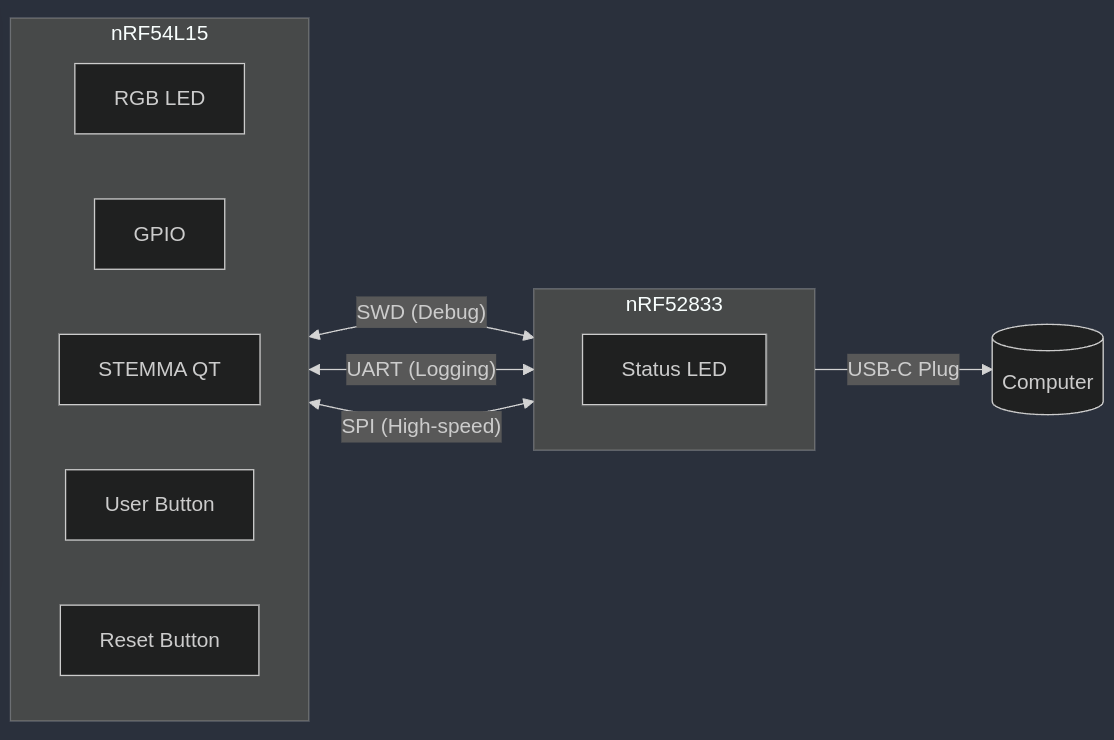 nRF54L15
RGB LED
GPIO
STEMMA QT
User Button
Reset Button
SWD (Debug)
UART (Logging)
SPI (High-speed)
nRF52833
Status LED
USB-C Plug
Computer